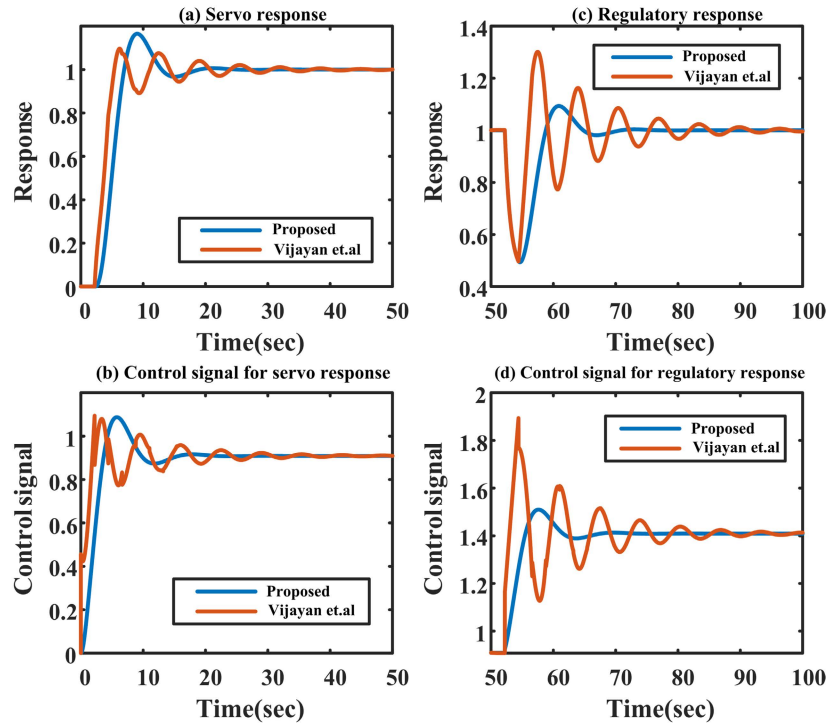 (a) Servo response
Response
1
0.8
0.6
0.4
0.2
0
Proposed
Vijayan et.al
0 10 20 30 40 50
Time(sec)
(c) Regulatory response
Response
1.4
1.2
1.0
0.8
0.6
0.4
Proposed
Vijayan et.al
50 60 70 80 90 100
Time(sec)
(b) Control signal for servo response
Control signal
1
0.8
0.6
0.4
0.2
0
Proposed
Vijayan et.al
0 10 20 30 40 50
Time(sec)
(d) Control signal for regulatory response
Control signal
2
1.8
1.6
1.4
1.2
1
Proposed
Vijayan et.al
50 60 70 80 90 100
Time(sec)